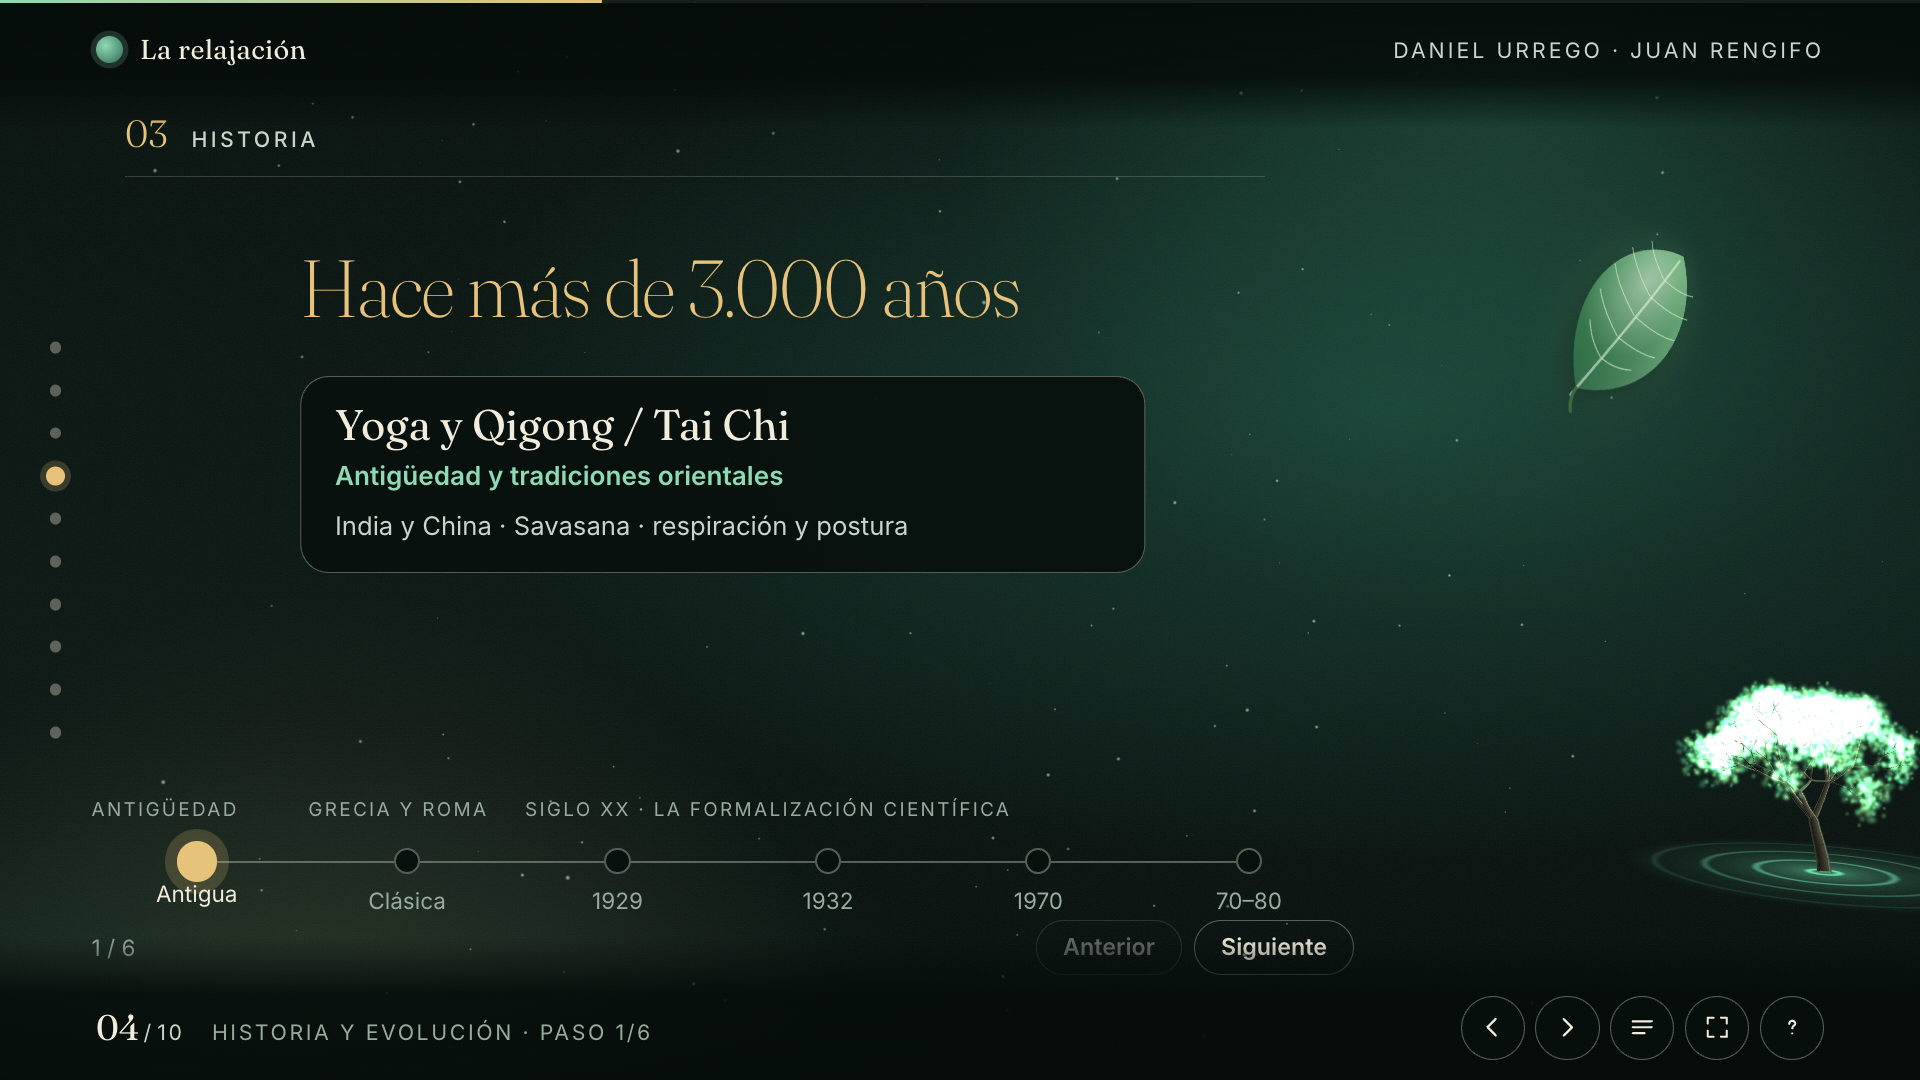 La relajación
DANIEL URREGO · JUAN RENGIFO
03 HISTORIA
Hace más de 3.000 años
Yoga y Qigong / Tai Chi
Antigüedad y tradiciones orientales
India y China · Savasana · respiración y postura
ANTIGÜEDAD GRECIA Y ROMA SIGLO XX · LA FORMALIZACIÓN CIENTÍFICA
Antigua Clásica 1929 1932 1970 70–80
1 / 6 Anterior Siguiente
04 / 10 HISTORIA Y EVOLUCIÓN · PASO 1/6
?